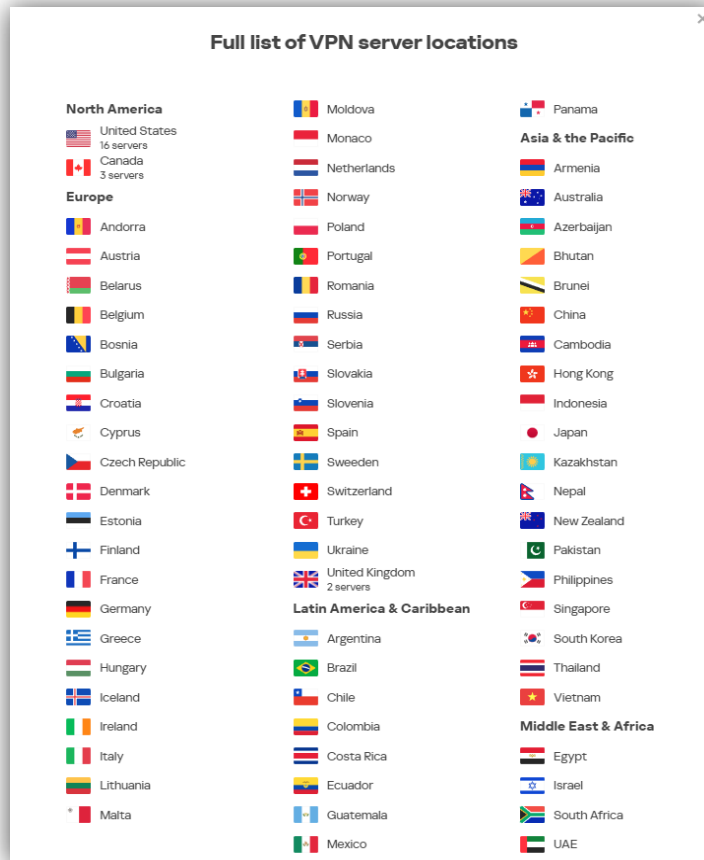 Full list of VPN server locations
North America
United States
16 servers
Canada
3 servers
Europe
Andorra
Austria
Belarus
Belgium
Bosnia
Bulgaria
Croatia
Cyprus
Czech Republic
Denmark
Estonia
Finland
France
Germany
Greece
Hungary
Iceland
Ireland
Italy
Lithuania
Malta
Moldova
Monaco
Netherlands
Norway
Poland
Portugal
Romania
Russia
Serbia
Slovakia
Slovenia
Spain
Sweeden
Switzerland
Turkey
Ukraine
United Kingdom
2 servers
Latin America & Caribbean
Argentina
Brazil
Chile
Colombia
Costa Rica
Ecuador
Guatemala
Mexico
Panama
Asia & the Pacific
Armenia
Australia
Azerbaijan
Bhutan
Brunei
China
Cambodia
Hong Kong
Indonesia
Japan
Kazakhstan
Nepal
New Zealand
Pakistan
Philippines
Singapore
South Korea
Thailand
Vietnam
Middle East & Africa
Egypt
Israel
South Africa
UAE